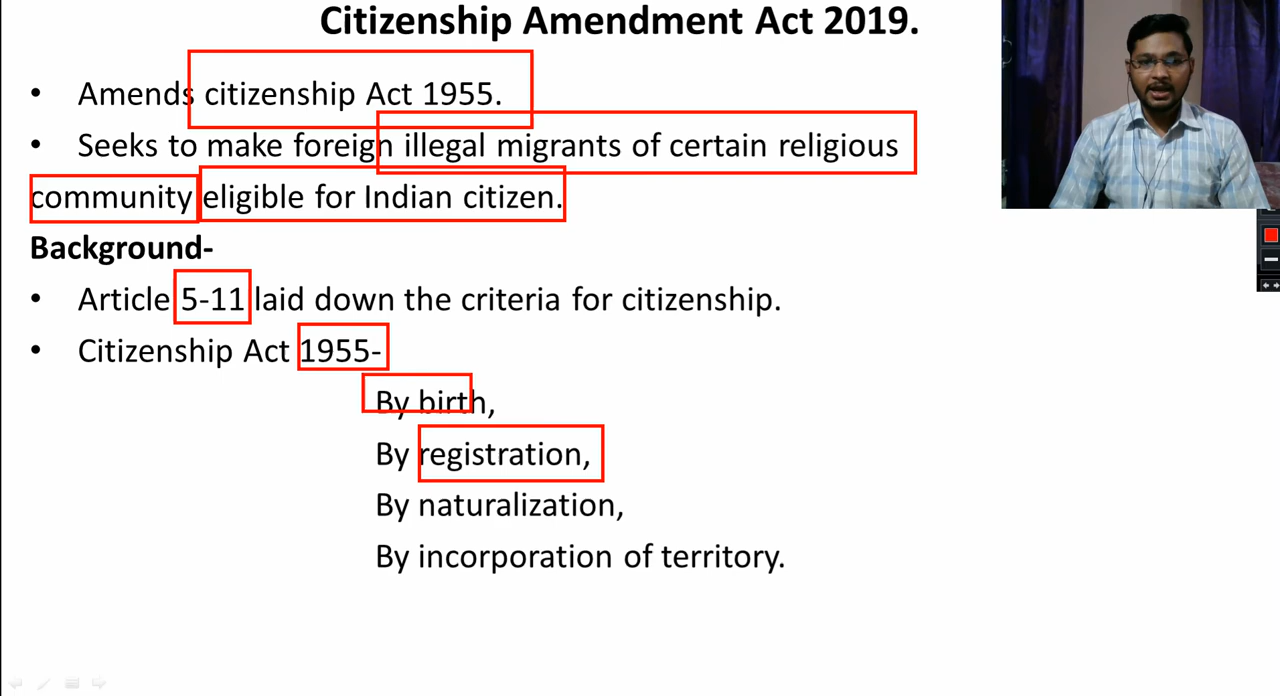 Citizenship Amendment Act 2019.
• Amends citizenship Act 1955.
• Seeks to make foreign illegal migrants of certain religious
community eligible for Indian citizen.
Background-
• Article 5-11 laid down the criteria for citizenship.
• Citizenship Act 1955-
By birth,
By registration,
By naturalization,
By incorporation of territory.